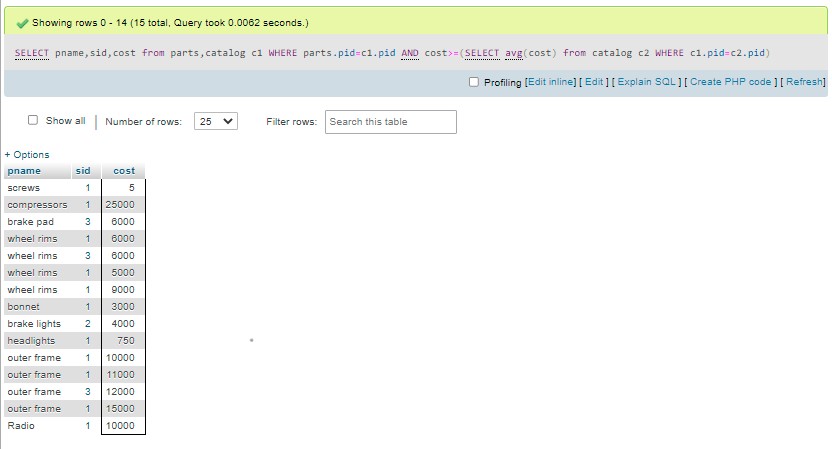 Showing rows 0 - 14 (15 total, Query took 0.0062 seconds.)
SELECT pname,sid,cost from parts,catalog c1 WHERE parts.pid=c1.pid AND cost>=(SELECT avg(cost) from catalog c2 WHERE c1.pid=c2.pid)
Profiling [Edit inline] [ Edit ] [ Explain SQL ] [ Create PHP code ] [ Refresh]
Show all | Number of rows: 25 Filter rows: Search this table
+ Options
pname sid cost
screws 1 5
compressors 1 25000
brake pad 3 6000
wheel rims 1 6000
wheel rims 3 6000
wheel rims 1 5000
wheel rims 1 9000
bonnet 1 3000
brake lights 2 4000
headlights 1 750
outer frame 1 10000
outer frame 1 11000
outer frame 3 12000
outer frame 1 15000
Radio 1 10000